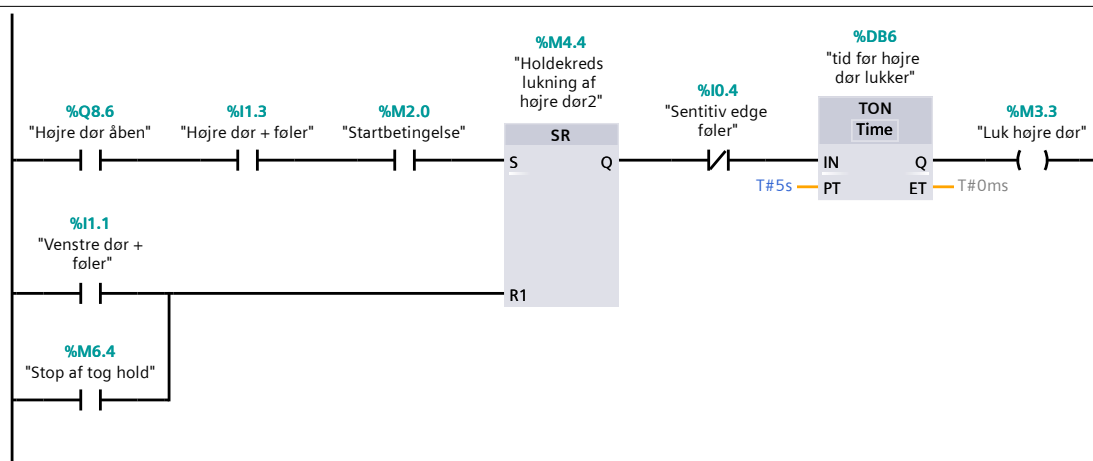 %M4.4
"Holdekreds
lukning af
højre dør2"
%DB6
"tid før højre
dør lukker"
%Q8.6
"Højre dør åben"
%I1.3
"Højre dør + føler"
%M2.0
"Startbetingelse"
%I0.4
"Sentitiv edge
føler"
TON
Time
%M3.3
"Luk højre dør"
SR
S
Q
IN
Q
T#5s
PT
ET
T#0ms
%I1.1
"Venstre dør +
føler"
R1
%M6.4
"Stop af tog hold"